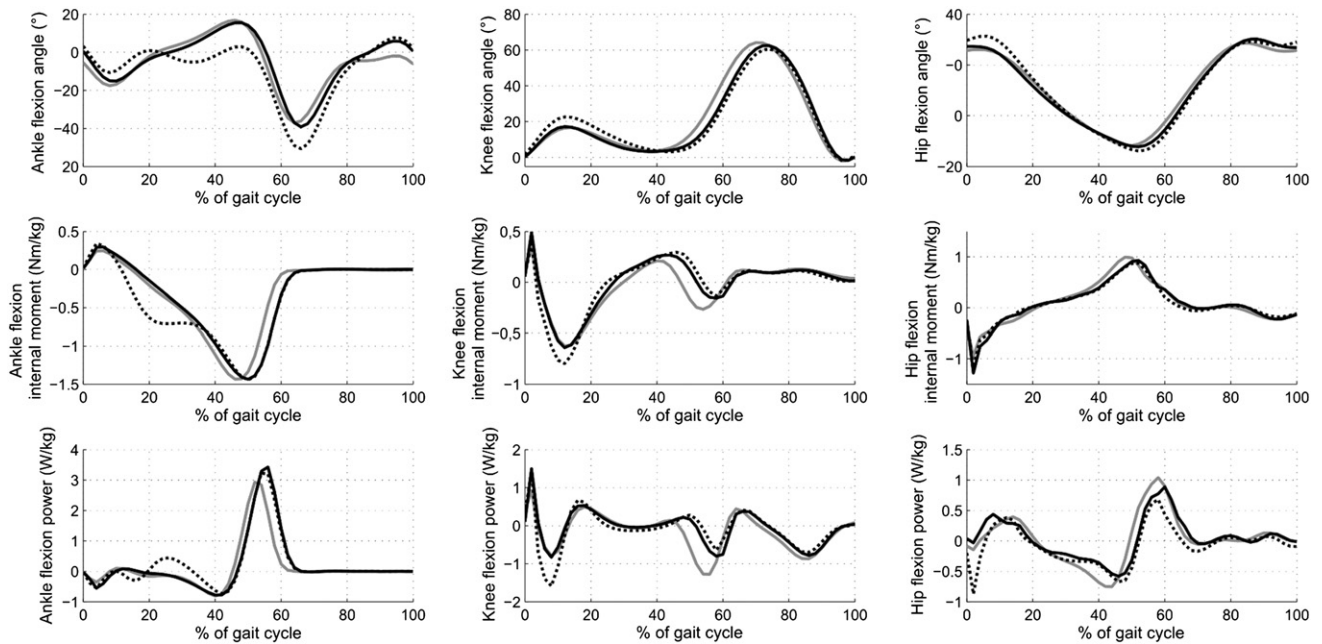 Ankle flexion angle (°)
20
0
−20
−40
20
0 20 40 60 80 100
% of gait cycle
Knee flexion angle (°)
80
60
40
20
0
0 20 40 60 80 100
% of gait cycle
Hip flexion angle (°)
40
−0
0
−20
0 20 40 60 80 100
% of gait cycle
Ankle flexion
internal moment (Nm/kg)
0.5
0
−0.5
−1
−1.5
0 20 40 60 80 100
% of gait cycle
Knee flexion
internal moment (Nm/kg)
0,5
0
−0.5
−1
0 20 40 60 80 100
% of gait cycle
Hip flexion
internal moment (Nm/kg)
1
0
−1
0 20 40 60 80 100
% of gait cycle
Ankle flexion power (W/kg)
4
3
2
1
0
−1
0 20 40 60 80 100
% of gait cycle
Knee flexion power (W/kg)
2
1
0
−1
−2
0 20 40 60 80 100
% of gait cycle
Hip flexion power (W/kg)
1.5
1
0.5
0
−0.5
−1
0 20 40 60 80 100
% of gait cycle